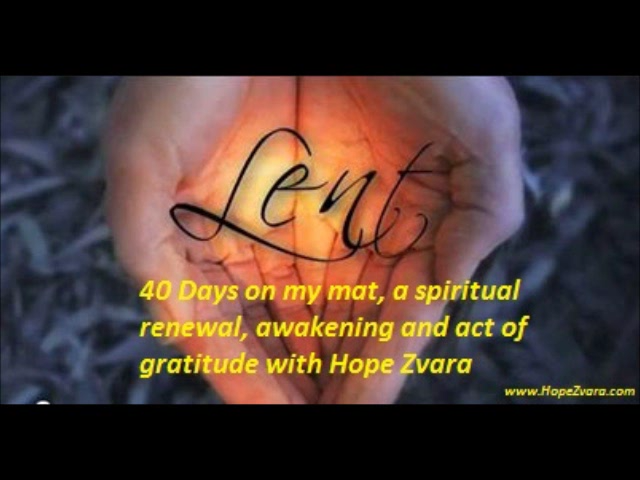 Lent
40 Days on my mat, a spiritual
renewal, awakening and act of
gratitude with Hope Zvara
www.HopeZvara.com